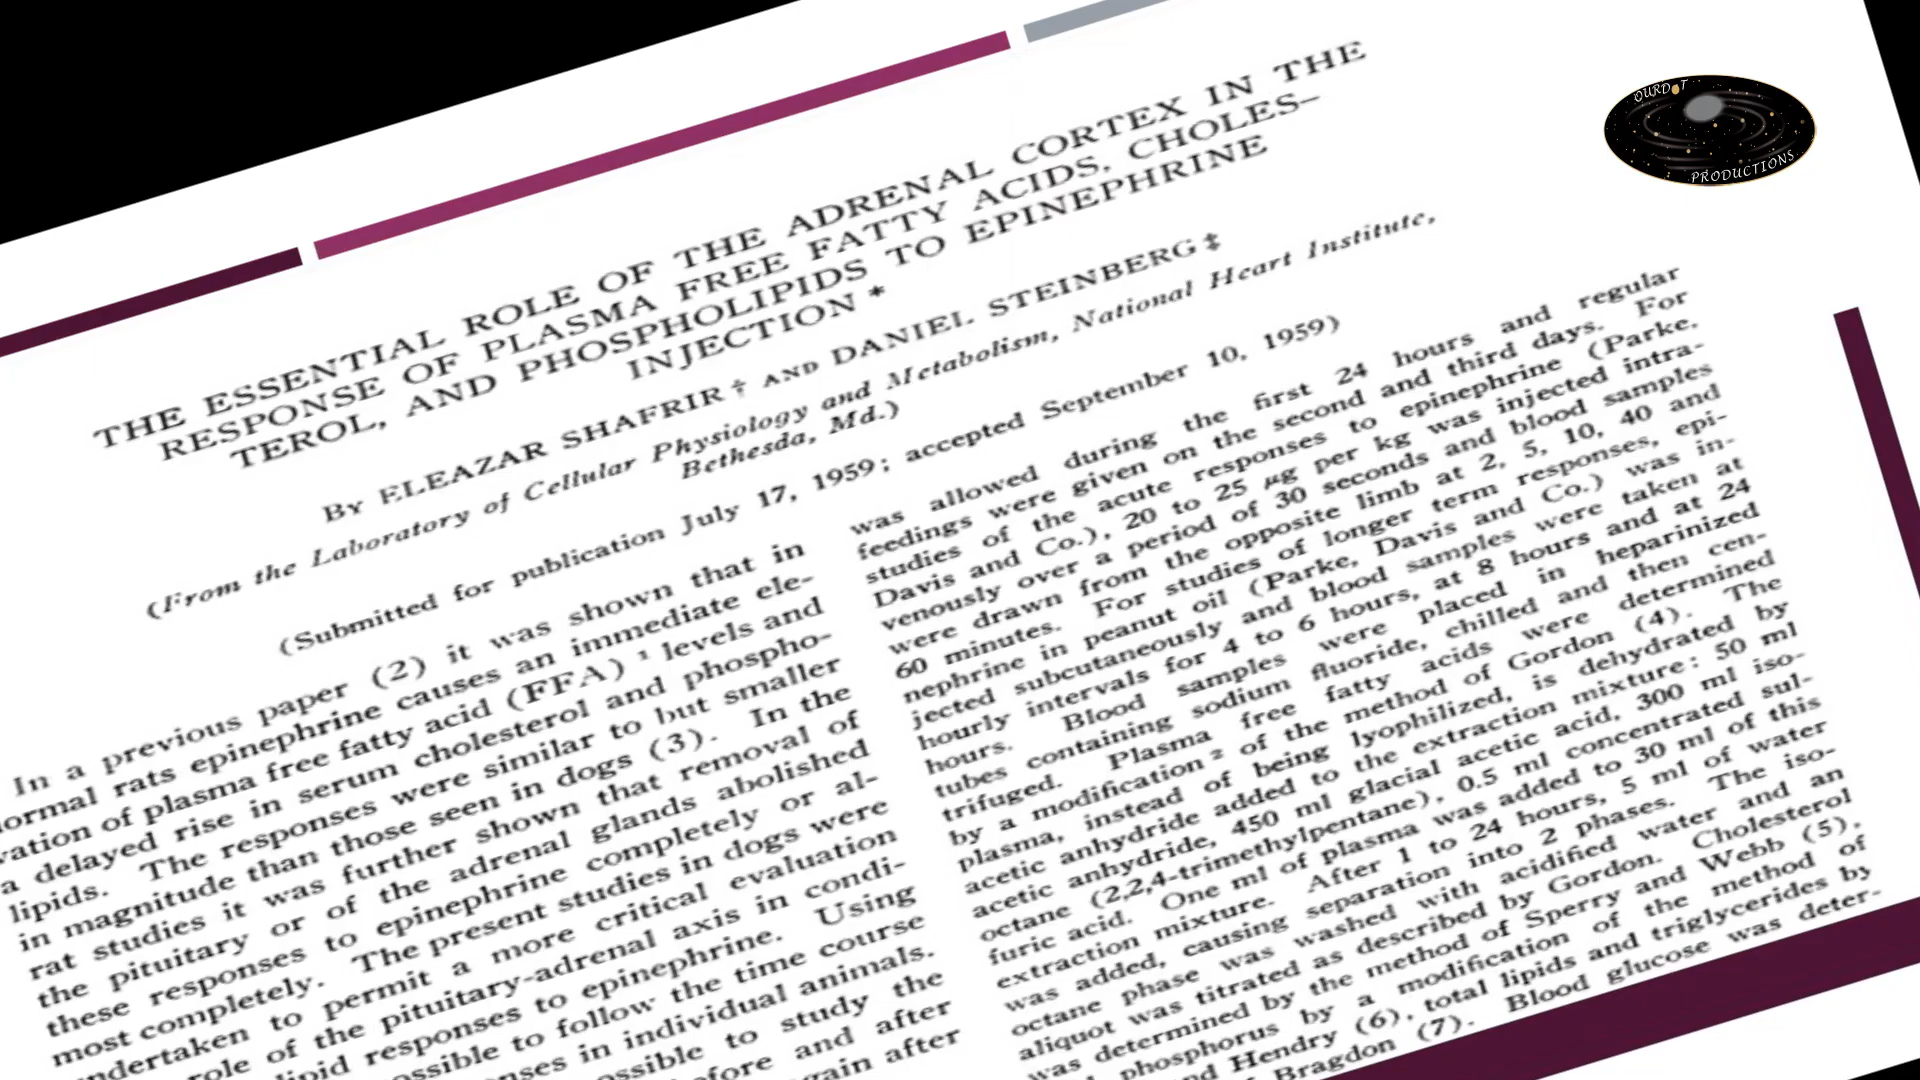 OURDOT
PRODUCTIONS
THE ESSENTIAL ROLE OF THE ADRENAL CORTEX IN THE
RESPONSE OF PLASMA FREE FATTY ACIDS, CHOLES–
TEROL, AND PHOSPHOLIPIDS TO EPINEPHRINE
INJECTION *
By ELEAZAR SHAFRIR † AND DANIEL STEINBERG ‡
(From the Laboratory of Cellular Physiology and Metabolism, National Heart Institute,
Bethesda, Md.)
(Submitted for publication July 17, 1959; accepted September 10, 1959)
In a previous paper (2) it was shown that in
ormal rats epinephrine causes an immediate ele-
vation of plasma free fatty acid (FFA) ¹ levels and
a delayed rise in serum cholesterol and phospho-
lipids. The responses were similar to but smaller
in magnitude than those seen in dogs (3). In the
rat studies it was further shown that removal of
the pituitary or of the adrenal glands abolished
these responses to epinephrine completely or al-
most completely. The present studies in dogs were
ndertaken to permit a more critical evaluation
role of the pituitary-adrenal axis in condi-
lipid responses to epinephrine. Using
ossible to follow the time course
nses in individual animals.
ossible to study the
efore and after
gain after
was allowed during the first 24 hours and regular
feedings were given on the second and third days. For
studies of the acute responses to epinephrine (Parke,
Davis and Co.), 20 to 25 µg per kg was injected intra-
venously over a period of 30 seconds and blood samples
were drawn from the opposite limb at 2, 5, 10, 40 and
60 minutes. For studies of longer term responses, epi-
nephrine in peanut oil (Parke, Davis and Co.) was in-
jected subcutaneously and blood samples were taken at
hourly intervals for 4 to 6 hours, at 8 hours and at 24
hours. Blood samples were placed in heparinized
tubes containing sodium fluoride, chilled and then cen-
trifuged. Plasma free fatty acids were determined
by a modification ² of the method of Gordon (4). The
plasma, instead of being lyophilized, is dehydrated by
acetic anhydride added to the extraction mixture: 50 ml
acetic anhydride, 450 ml glacial acetic acid, 300 ml iso-
octane (2,2,4-trimethylpentane), 0.5 ml concentrated sul-
furic acid. One ml of plasma was added to 30 ml of this
extraction mixture. After 1 to 24 hours, 5 ml of water
was added, causing separation into 2 phases. The iso-
octane phase was washed with acidified water and an
aliquot was titrated as described by Gordon. Cholesterol
was determined by the method of Sperry and Webb (5),
phosphorus by a modification of the method of
nd Hendry (6), total lipids and triglycerides by
Bragdon (7). Blood glucose was deter-